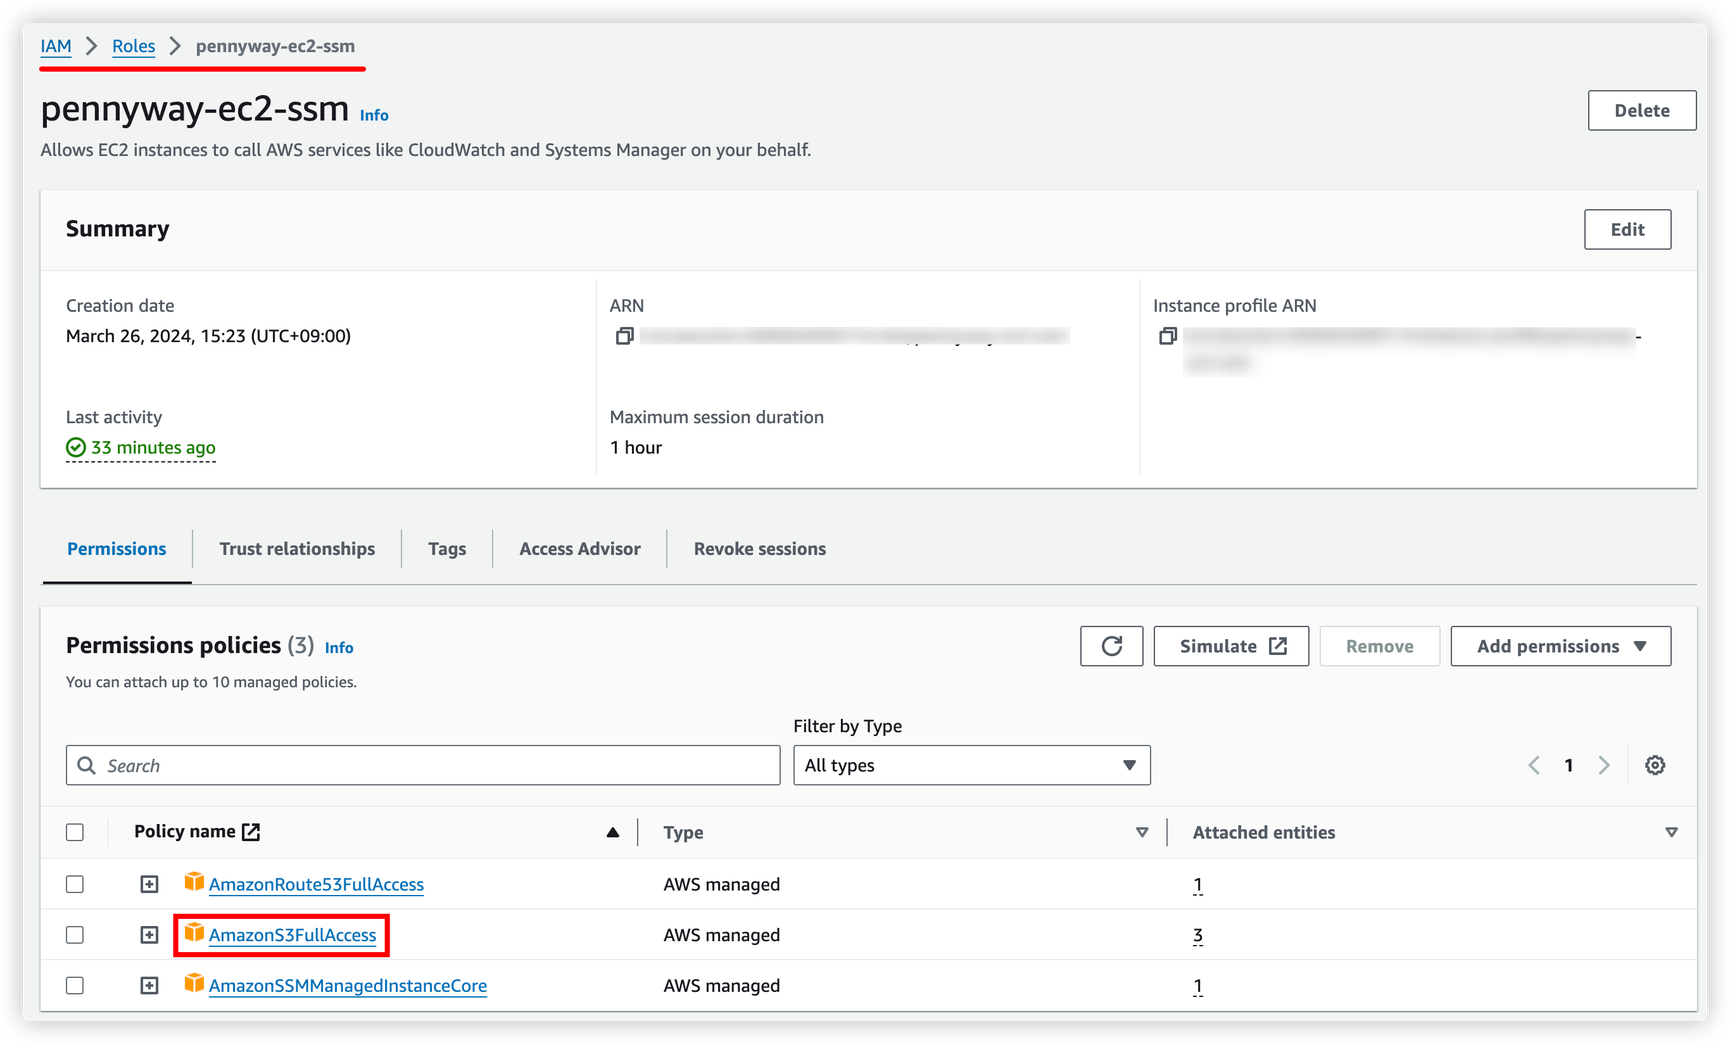 IAM > Roles > pennyway-ec2-ssm
pennyway-ec2-ssm Info
Delete
Allows EC2 instances to call AWS services like CloudWatch and Systems Manager on your behalf.
Summary
Edit
Creation date
March 26, 2024, 15:23 (UTC+09:00)
ARN
Instance profile ARN
Last activity
33 minutes ago
Maximum session duration
1 hour
Permissions
Trust relationships
Tags
Access Advisor
Revoke sessions
Permissions policies (3) Info
You can attach up to 10 managed policies.
Simulate
Remove
Add permissions
Filter by Type
Search
All types
1
Policy name
Type
Attached entities
AmazonRoute53FullAccess
AWS managed
1
AmazonS3FullAccess
AWS managed
3
AmazonSSMManagedInstanceCore
AWS managed
1